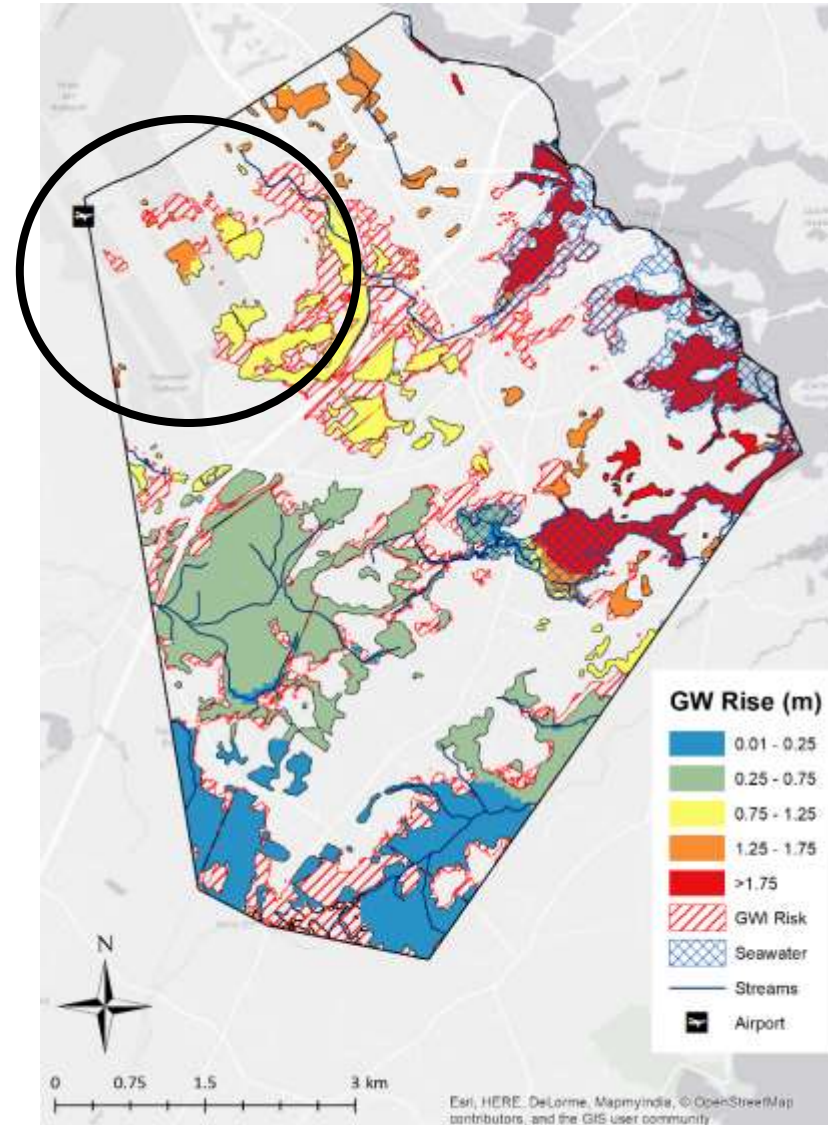 GW Rise (m)
0.01 - 0.25
0.25 - 0.75
0.75 - 1.25
1.25 - 1.75
>1.75
GWI Risk
Seawater
Streams
Airport
N
0 0.75 1.5 3 km
Esri, HERE, DeLorme, MapmyIndia, © OpenStreetMap
contributors, and the GIS user community